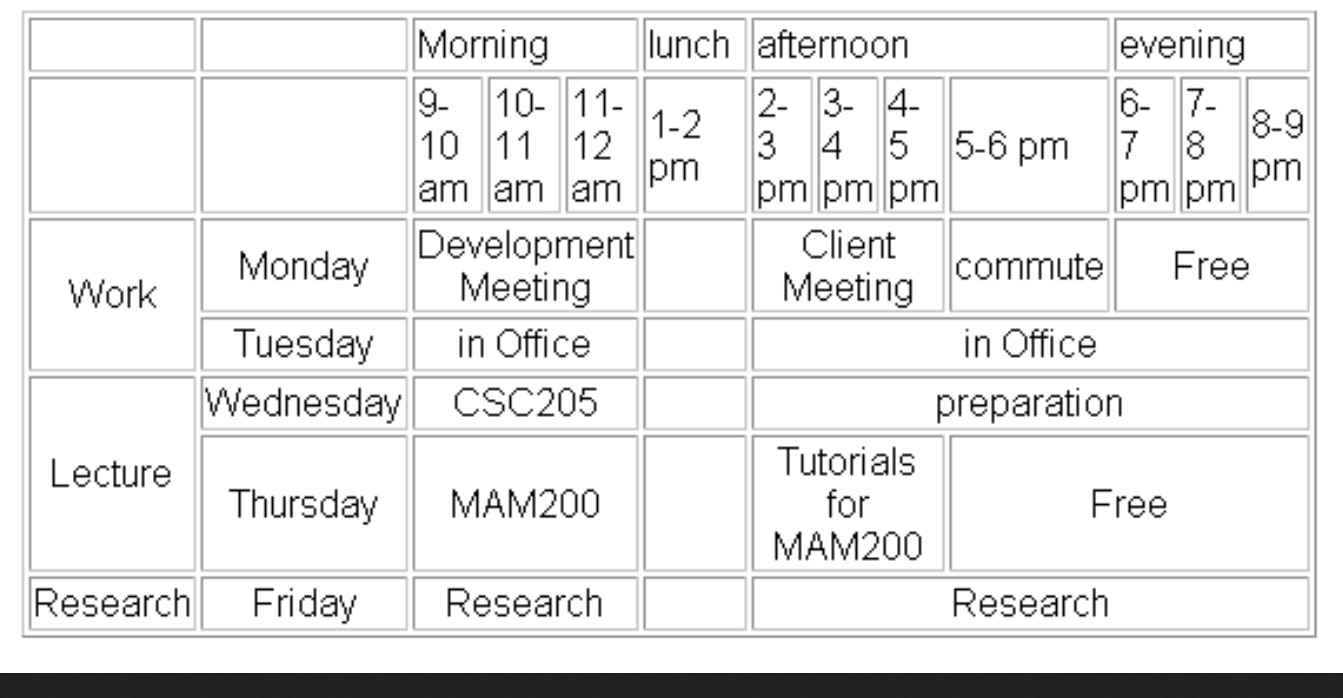 Morning lunch afternoon evening
9-10 am 10-11 am 11-12 am 1-2 pm 2-3 pm 3-4 pm 4-5 pm 5-6 pm 6-7 pm 7-8 pm 8-9 pm
Work
Monday
Development
Meeting
Client
Meeting
commute
Free
Tuesday in Office in Office
Lecture
Wednesday CSC205 preparation
Thursday
MAM200
Tutorials
for
MAM200
Free
Research Friday Research Research